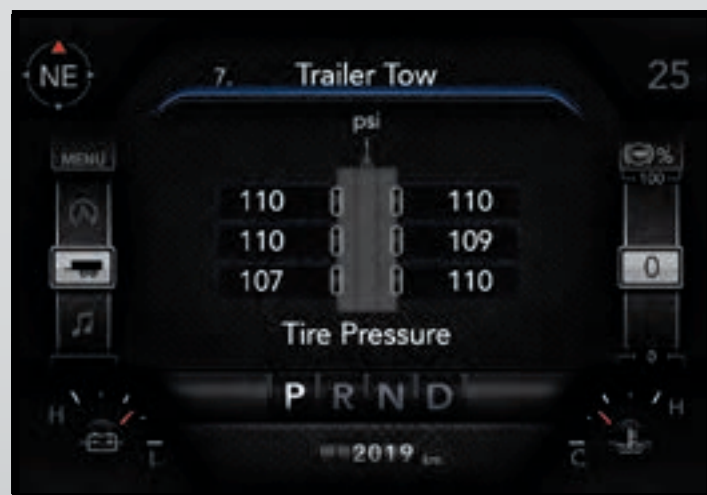 NE
7. Trailer Tow
25
psi
MENU
%
100
110 110
110 109
0
107 110
Tire Pressure
0
P R N D
H
H
L
2019 km
C